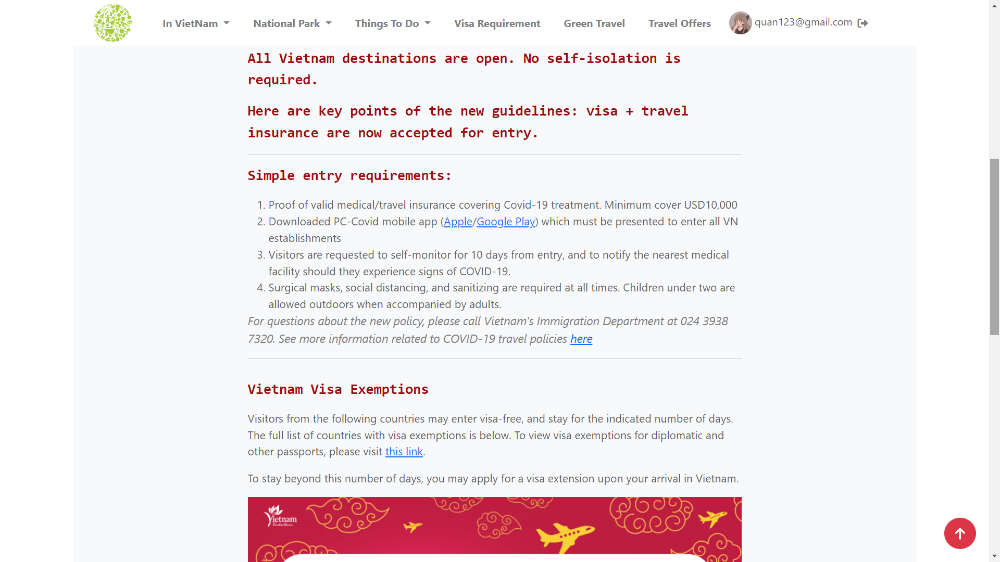 In VietNam National Park Things To Do Visa Requirement Green Travel Travel Offers quan123@gmail.com
All Vietnam destinations are open. No self-isolation is
required.
Here are key points of the new guidelines: visa + travel
insurance are now accepted for entry.
Simple entry requirements:
1. Proof of valid medical/travel insurance covering Covid-19 treatment. Minimum cover USD10,000
2. Downloaded PC-Covid mobile app (Apple/Google Play) which must be presented to enter all VN
establishments
3. Visitors are requested to self-monitor for 10 days from entry, and to notify the nearest medical
facility should they experience signs of COVID-19.
4. Surgical masks, social distancing, and sanitizing are required at all times. Children under two are
allowed outdoors when accompanied by adults.
For questions about the new policy, please call Vietnam's Immigration Department at 024 3938
7320. See more information related to COVID-19 travel policies here
Vietnam Visa Exemptions
Visitors from the following countries may enter visa-free, and stay for the indicated number of days.
The full list of countries with visa exemptions is below. To view visa exemptions for diplomatic and
other passports, please visit this link.
To stay beyond this number of days, you may apply for a visa extension upon your arrival in Vietnam.
Vietnam
Timeless Charm